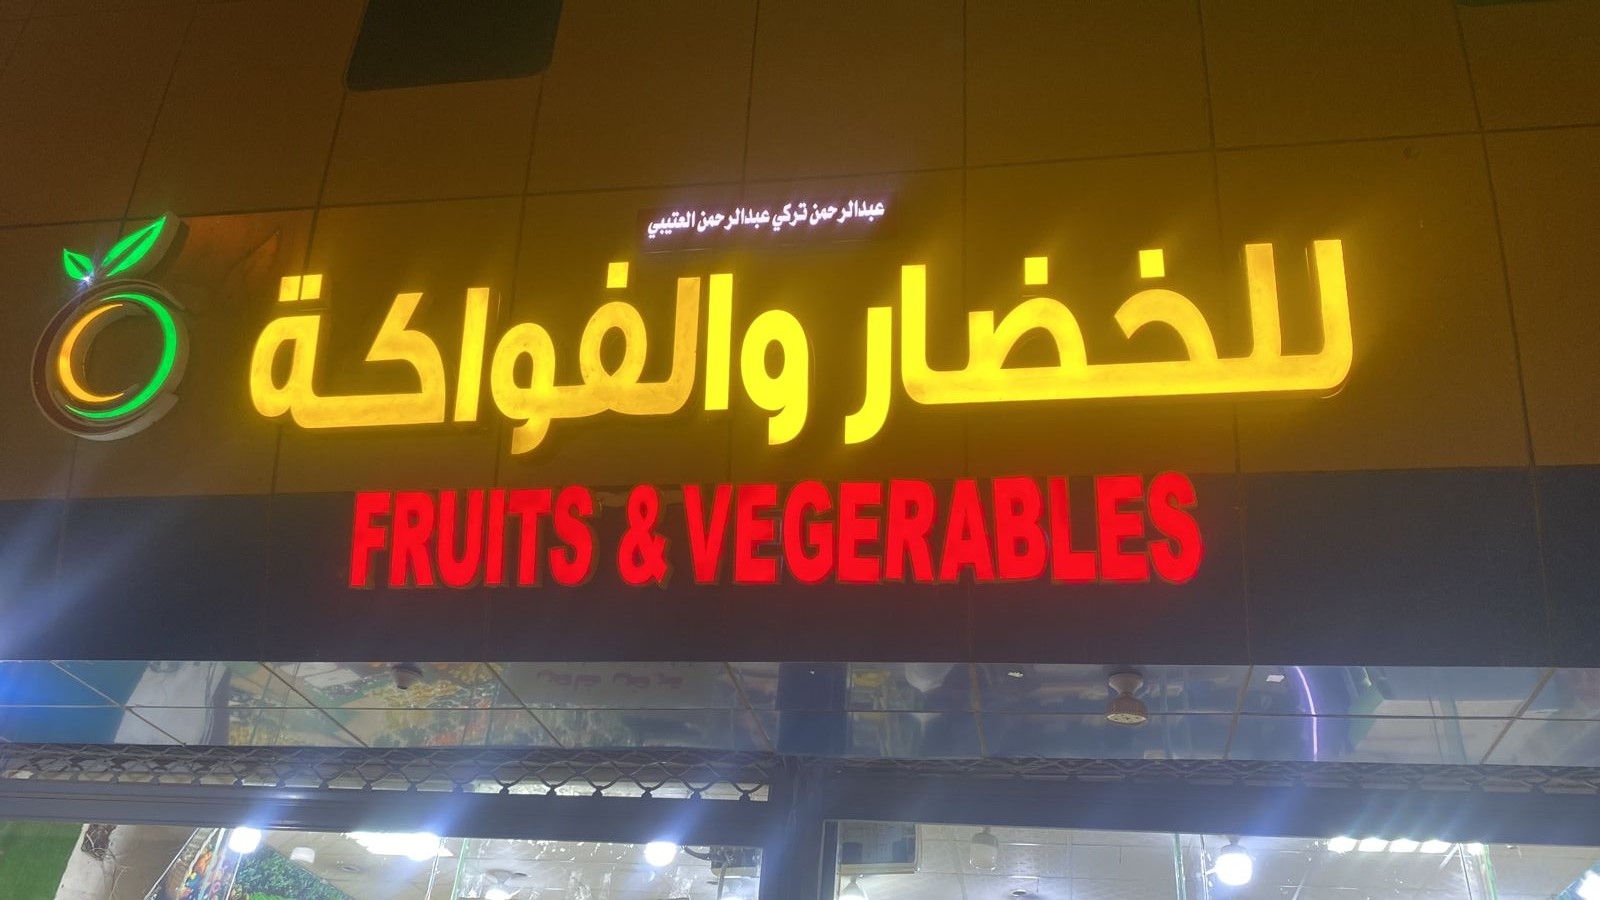 عبدالرحمن تركي عبدالرحمن العتيبي
للخضار والفواكة
FRUITS & VEGERABLES